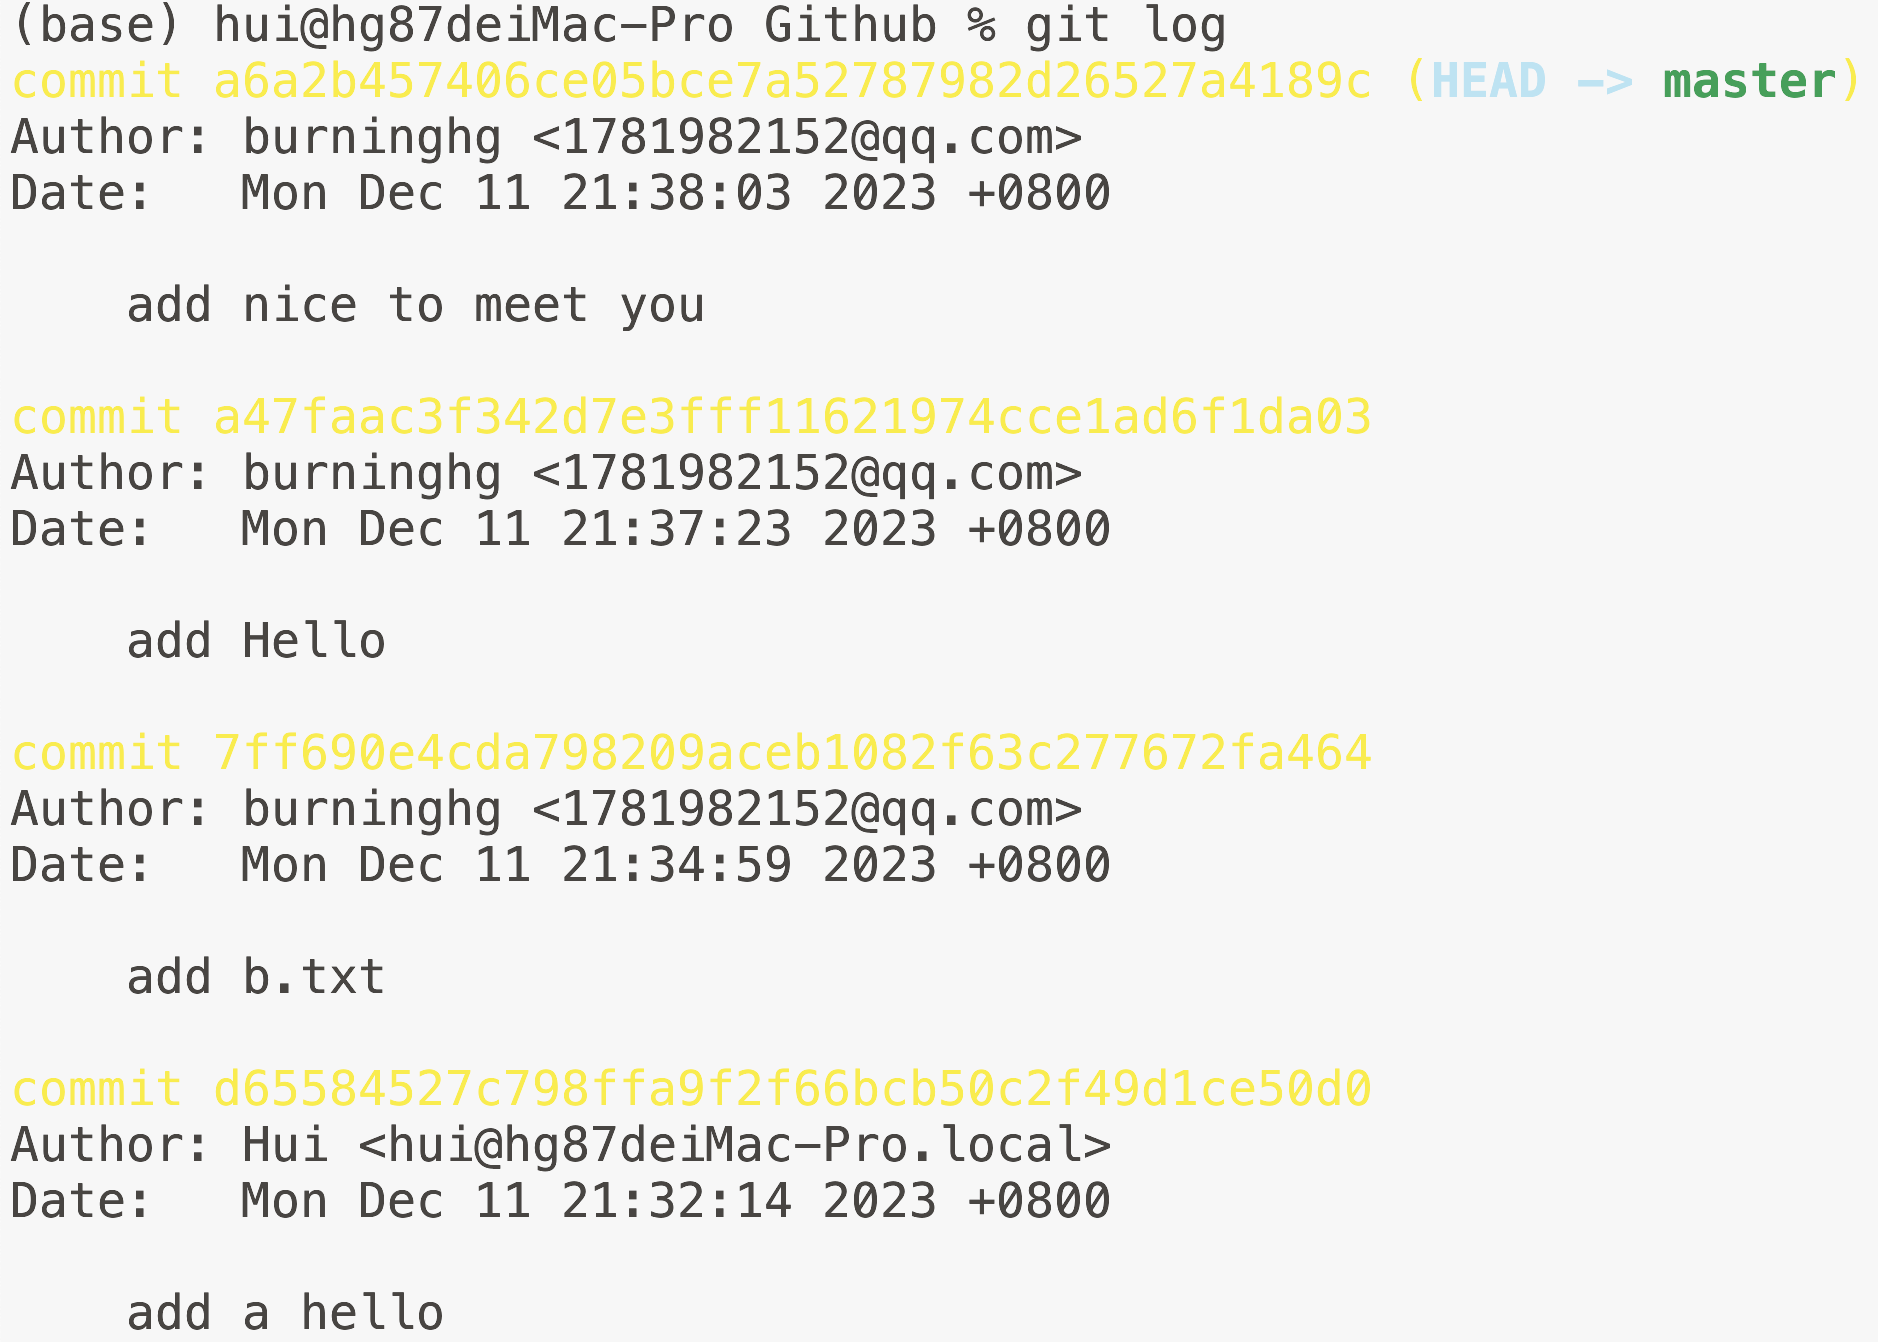 (base) hui@hg87deiMac-Pro Github % git log
commit a6a2b457406ce05bce7a52787982d26527a4189c (HEAD -> master)
Author: burninghg <1781982152@qq.com>
Date:   Mon Dec 11 21:38:03 2023 +0800

    add nice to meet you

commit a47faac3f342d7e3fff11621974cce1ad6f1da03
Author: burninghg <1781982152@qq.com>
Date:   Mon Dec 11 21:37:23 2023 +0800

    add Hello

commit 7ff690e4cda798209aceb1082f63c277672fa464
Author: burninghg <1781982152@qq.com>
Date:   Mon Dec 11 21:34:59 2023 +0800

    add b.txt

commit d65584527c798ffa9f2f66bcb50c2f49d1ce50d0
Author: Hui <hui@hg87deiMac-Pro.local>
Date:   Mon Dec 11 21:32:14 2023 +0800

    add a hello